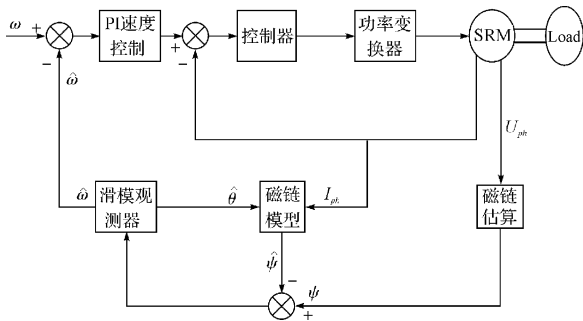 ω
+
−
PI速度
控制
+
−
控制器
功率变
换器
SRM
Load
ω̂
U_ph
ω̂
滑模观
测器
θ̂
磁链
模型
I_ph
磁链
估算
ψ̂
−
ψ
+